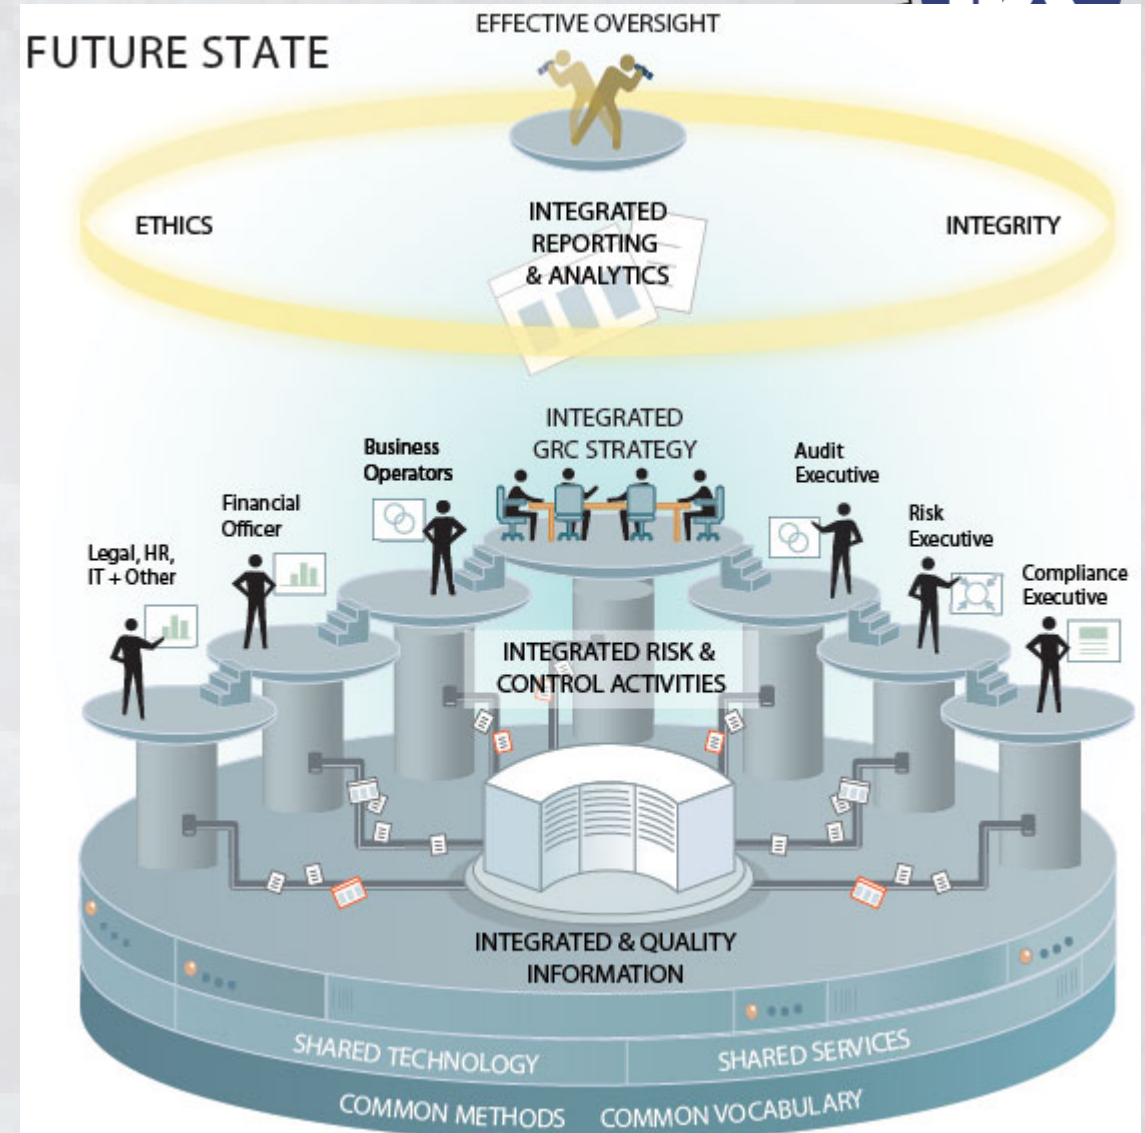 EFFECTIVE OVERSIGHT
FUTURE STATE
ETHICS
INTEGRATED
REPORTING
& ANALYTICS
INTEGRITY
INTEGRATED
GRC STRATEGY
Business
Operators
Audit
Executive
Financial
Officer
Risk
Executive
Legal, HR,
IT + Other
Compliance
Executive
INTEGRATED RISK &
CONTROL ACTIVITIES
INTEGRATED & QUALITY
INFORMATION
SHARED TECHNOLOGY
SHARED SERVICES
COMMON METHODS
COMMON VOCABULARY